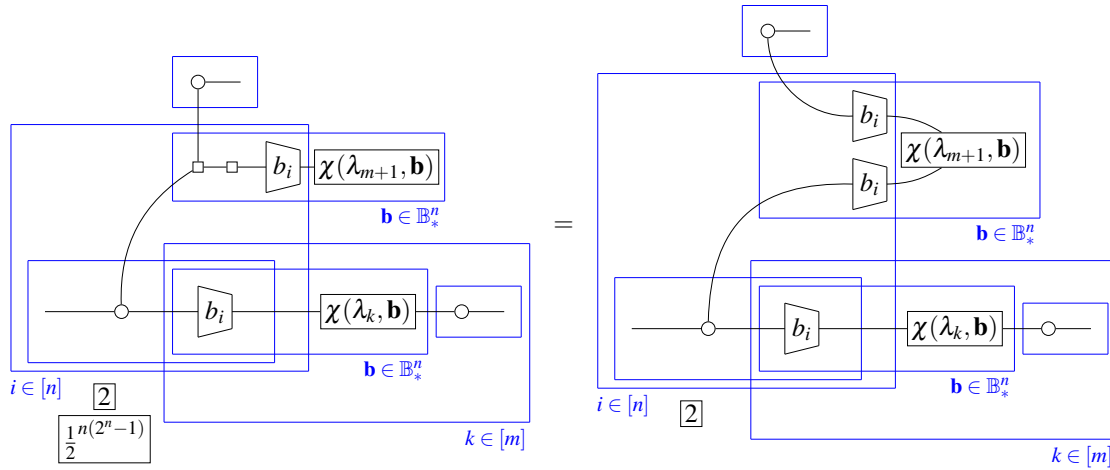 b_i χ(λ_{m+1}, **b**)
**b** ∈ 𝔹^n_*
b_i χ(λ_k, **b**)
**b** ∈ 𝔹^n_*
i ∈ [n]
2
\frac{1}{2}^{n(2^n−1)}
k ∈ [m]
=
b_i
χ(λ_{m+1}, **b**)
b_i
**b** ∈ 𝔹^n_*
b_i χ(λ_k, **b**)
**b** ∈ 𝔹^n_*
i ∈ [n]
2
k ∈ [m]